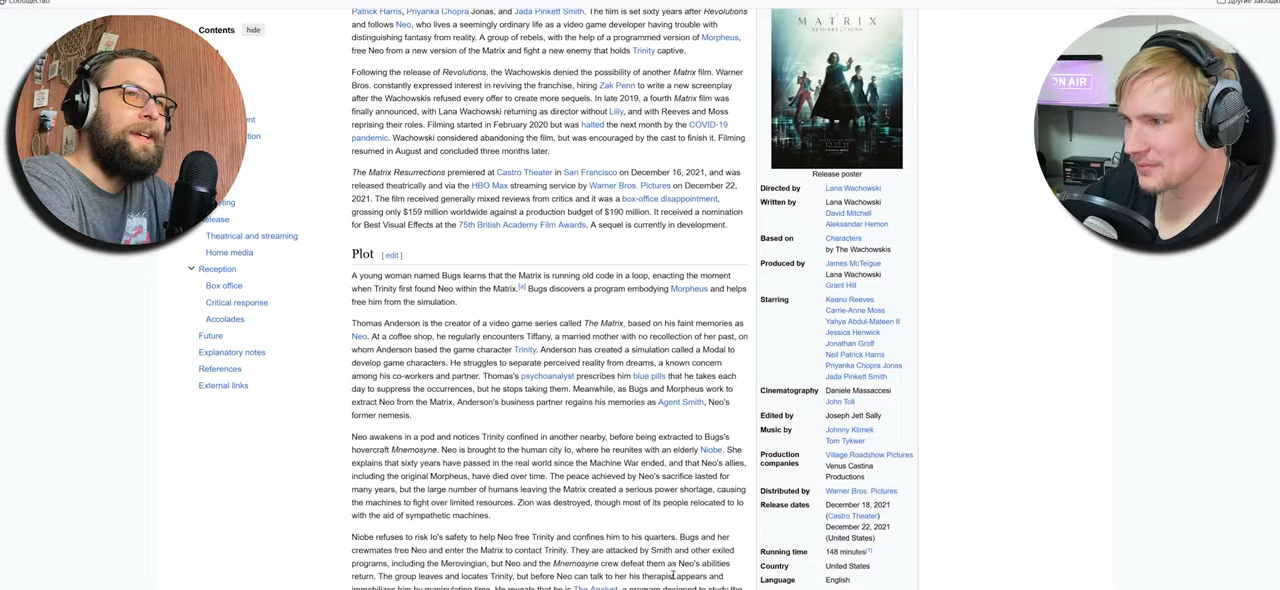 Сообщество
Другие закладки
Contents hide
ent
tion
eting
elease
Theatrical and streaming
Home media
Reception
Box office
Critical response
Accolades
Future
Explanatory notes
References
External links
Patrick Harris, Priyanka Chopra Jonas, and Jada Pinkett Smith. The film is set sixty years after Revolutions
and follows Neo, who lives a seemingly ordinary life as a video game developer having trouble with
distinguishing fantasy from reality. A group of rebels, with the help of a programmed version of Morpheus,
free Neo from a new version of the Matrix and fight a new enemy that holds Trinity captive.
Following the release of Revolutions, the Wachowskis denied the possibility of another Matrix film. Warner
Bros. constantly expressed interest in reviving the franchise, hiring Zak Penn to write a new screenplay
after the Wachowskis refused every offer to create more sequels. In late 2019, a fourth Matrix film was
finally announced, with Lana Wachowski returning as director without Lilly, and with Reeves and Moss
reprising their roles. Filming started in February 2020 but was halted the next month by the COVID-19
pandemic. Wachowski considered abandoning the film, but was encouraged by the cast to finish it. Filming
resumed in August and concluded three months later.
The Matrix Resurrections premiered at Castro Theater in San Francisco on December 16, 2021, and was
released theatrically and via the HBO Max streaming service by Warner Bros. Pictures on December 22,
2021. The film received generally mixed reviews from critics and it was a box-office disappointment,
grossing only $159 million worldwide against a production budget of $190 million. It received a nomination
for Best Visual Effects at the 75th British Academy Film Awards. A sequel is currently in development.
Plot [ edit ]
A young woman named Bugs learns that the Matrix is running old code in a loop, enacting the moment
when Trinity first found Neo within the Matrix.[a] Bugs discovers a program embodying Morpheus and helps
free him from the simulation.
Thomas Anderson is the creator of a video game series called The Matrix, based on his faint memories as
Neo. At a coffee shop, he regularly encounters Tiffany, a married mother with no recollection of her past, on
whom Anderson based the game character Trinity. Anderson has created a simulation called a Modal to
develop game characters. He struggles to separate perceived reality from dreams, a known concern
among his co-workers and partner. Thomas's psychoanalyst prescribes him blue pills that he takes each
day to suppress the occurrences, but he stops taking them. Meanwhile, as Bugs and Morpheus work to
extract Neo from the Matrix, Anderson's business partner regains his memories as Agent Smith, Neo's
former nemesis.
Neo awakens in a pod and notices Trinity confined in another nearby, before being extracted to Bugs's
hovercraft Mnemosyne. Neo is brought to the human city Io, where he reunites with an elderly Niobe. She
explains that sixty years have passed in the real world since the Machine War ended, and that Neo's allies,
including the original Morpheus, have died over time. The peace achieved by Neo's sacrifice lasted for
many years, but the large number of humans leaving the Matrix created a serious power shortage, causing
the machines to fight over limited resources. Zion was destroyed, though most of its people relocated to Io
with the aid of sympathetic machines.
Niobe refuses to risk Io's safety to help Neo free Trinity and confines him to his quarters. Bugs and her
crewmates free Neo and enter the Matrix to contact Trinity. They are attacked by Smith and other exiled
programs, including the Merovingian, but Neo and the Mnemosyne crew defeat them as Neo's abilities
return. The group leaves and locates Trinity, but before Neo can talk to her his therapist appears and
immobilizes him by manipulating time. He reveals that he is The Analyst, a program designed to study the
MATRIX
RESURRECTIONS
12.22.21
Release poster
Directed by Lana Wachowski
Written by Lana Wachowski
David Mitchell
Aleksandar Hemon
Based on Characters
by The Wachowskis
Produced by James McTeigue
Lana Wachowski
Grant Hill
Starring Keanu Reeves
Carrie-Anne Moss
Yahya Abdul-Mateen II
Jessica Henwick
Jonathan Groff
Neil Patrick Harris
Priyanka Chopra Jonas
Jada Pinkett Smith
Cinematography Daniele Massaccesi
John Toll
Edited by Joseph Jett Sally
Music by Johnny Klimek
Tom Tykwer
Production Village Roadshow Pictures
companies Venus Castina
Productions
Distributed by Warner Bros. Pictures
Release dates December 18, 2021
(Castro Theater)
December 22, 2021
(United States)
Running time 148 minutes[1]
Country United States
Language English
ON AIR